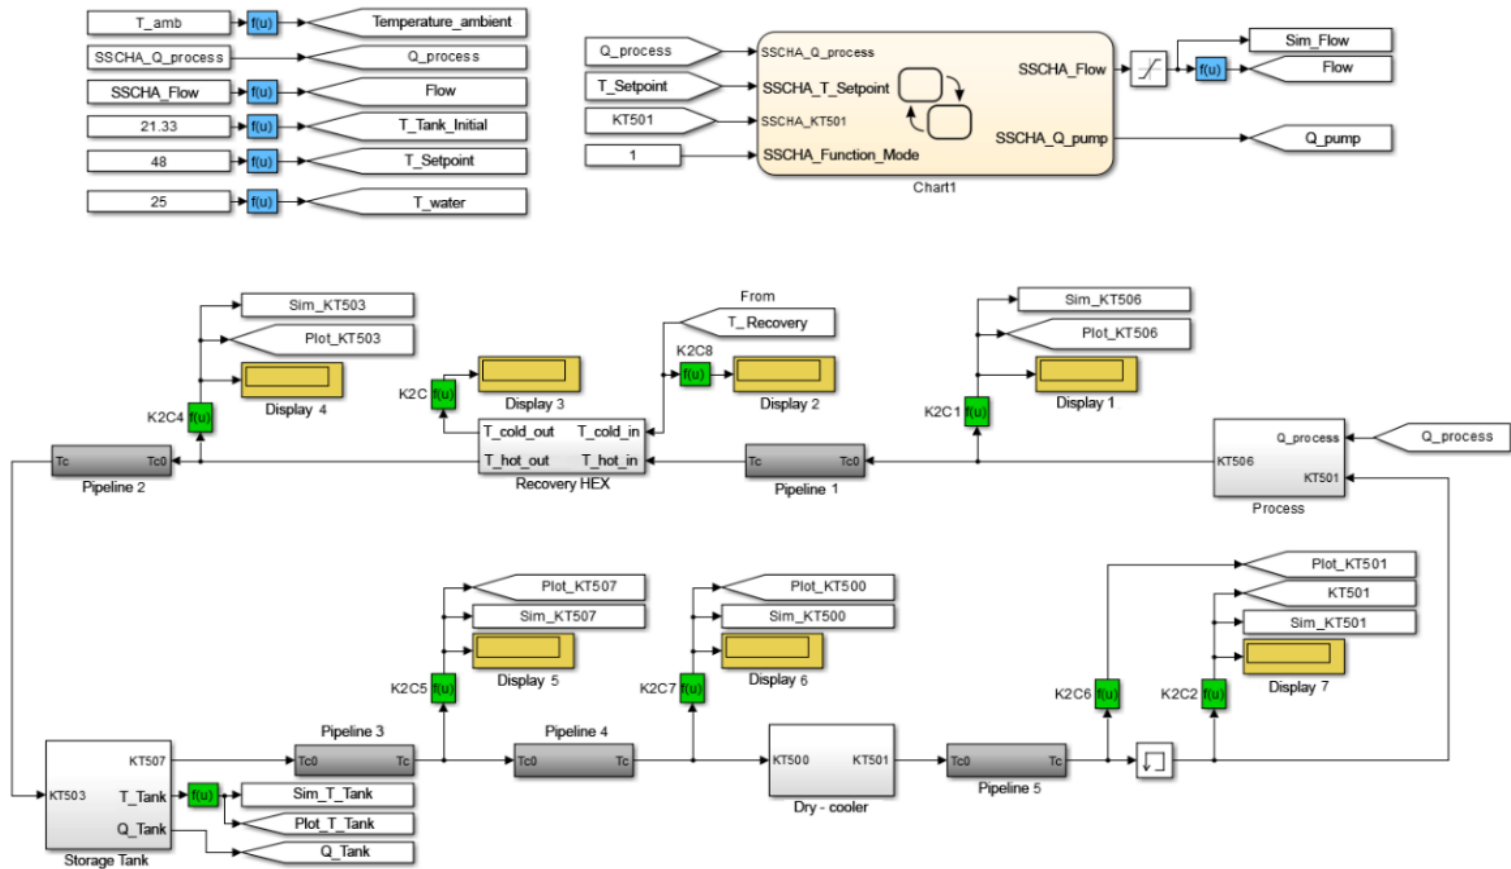 T_amb
f(u)
Temperature_ambient
SSCHA_Q_process
Q_process
SSCHA_Flow
f(u)
Flow
21.33
f(u)
T_Tank_Initial
48
f(u)
T_Setpoint
25
f(u)
T_water
Q_process
T_Setpoint
KT501
1
SSCHA_Q_process
SSCHA_T_Setpoint
SSCHA_KT501
SSCHA_Function_Mode
SSCHA_Flow
SSCHA_Q_pump
Chart1
f(u)
Sim_Flow
Flow
Q_pump
Sim_KT503
Plot_KT503
Display 4
K2C4
f(u)
Tc
Tc0
Pipeline 2
K2C
f(u)
Display 3
From
T_Recovery
K2C8
f(u)
Display 2
T_cold_out
T_cold_in
T_hot_out
T_hot_in
Recovery HEX
Tc
Tc0
Pipeline 1
Sim_KT506
Plot_KT506
Display 1
K2C1
f(u)
Q_process
KT506
KT501
Process
Q_process
KT503
KT507
T_Tank
Q_Tank
Storage Tank
f(u)
Sim_T_Tank
Plot_T_Tank
Q_Tank
Pipeline 3
Tc0
Tc
K2C5
f(u)
Plot_KT507
Sim_KT507
Display 5
Pipeline 4
Tc0
Tc
K2C7
f(u)
Plot_KT500
Sim_KT500
Display 6
KT500
KT501
Dry - cooler
Tc0
Tc
Pipeline 5
K2C6
f(u)
K2C2
f(u)
Plot_KT501
KT501
Sim_KT501
Display 7